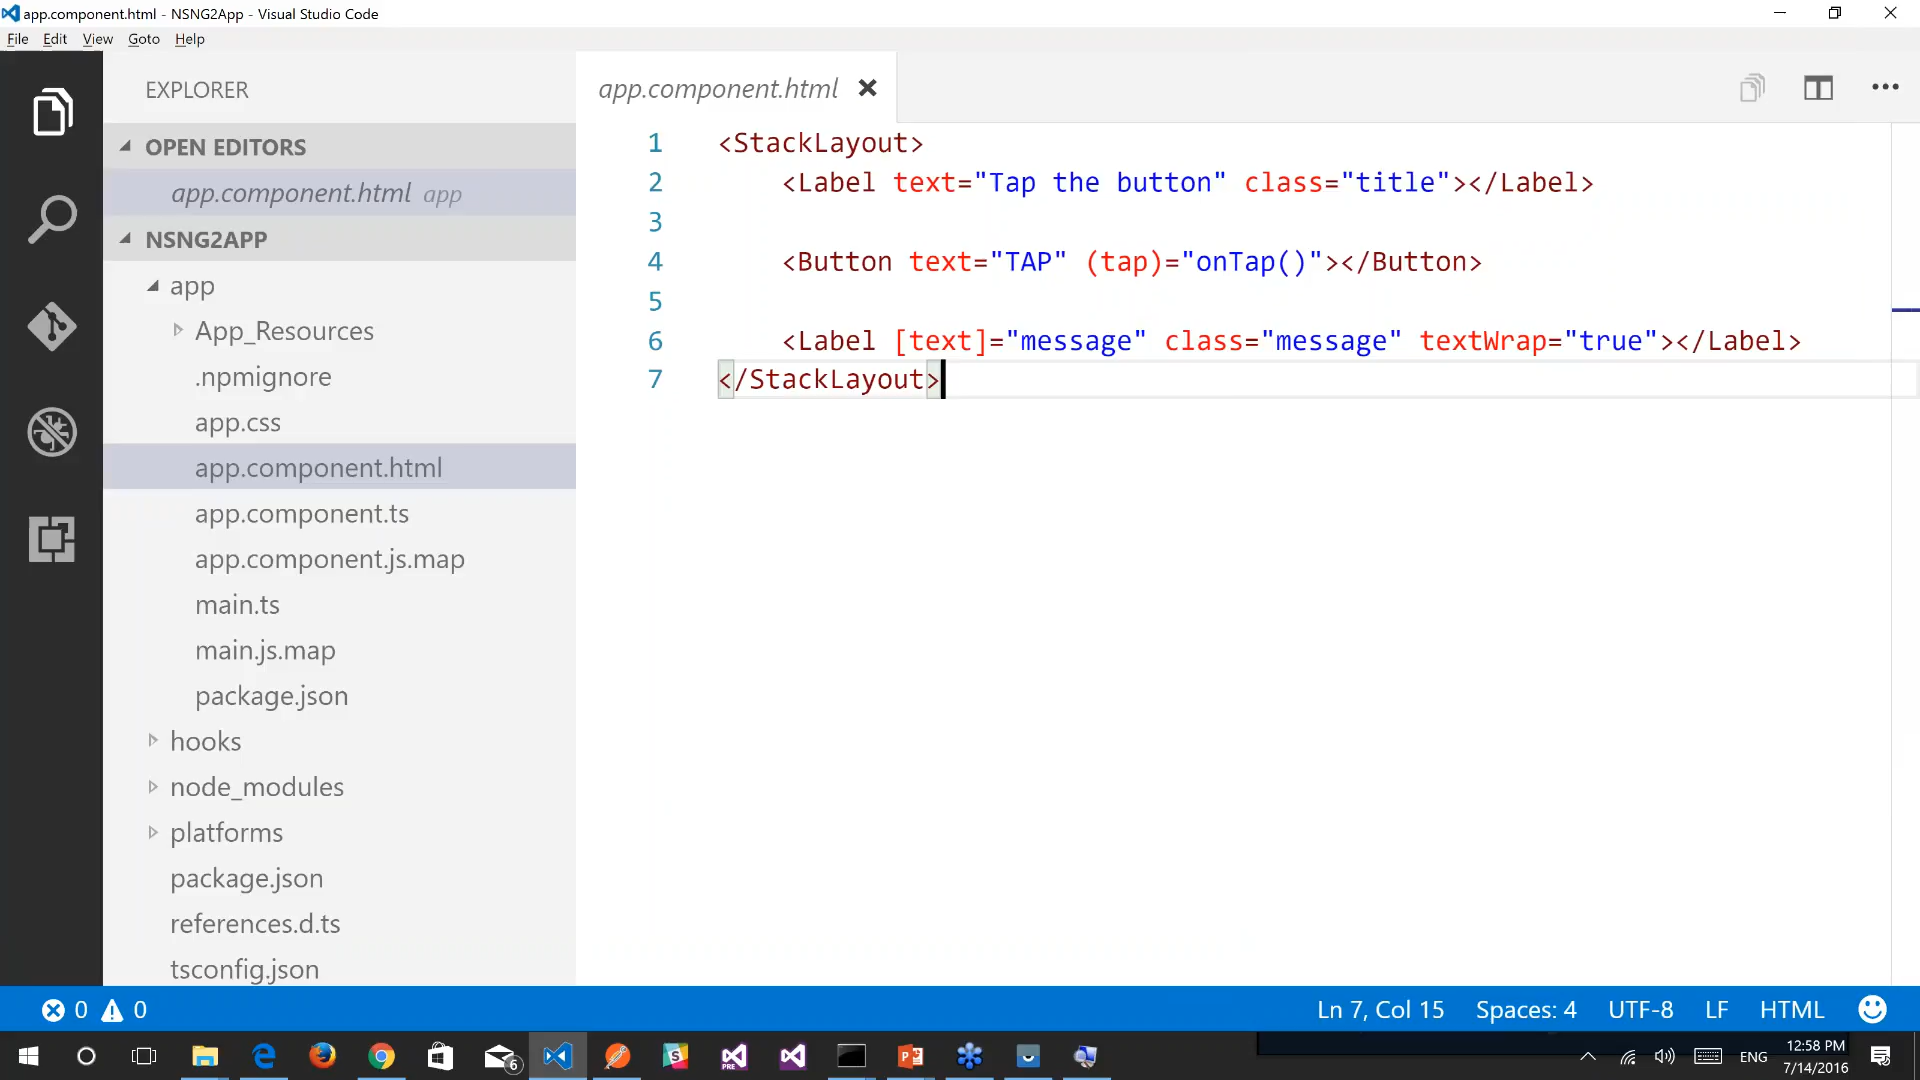 app.component.html - NSNG2App - Visual Studio Code
File Edit View Goto Help
EXPLORER
OPEN EDITORS
app.component.html app
NSNG2APP
app
App_Resources
.npmignore
app.css
app.component.html
app.component.ts
app.component.js.map
main.ts
main.js.map
package.json
hooks
node_modules
platforms
package.json
references.d.ts
tsconfig.json
app.component.html
1 <StackLayout>
2 <Label text="Tap the button" class="title"></Label>
3
4 <Button text="TAP" (tap)="onTap()"></Button>
5
6 <Label [text]="message" class="message" textWrap="true"></Label>
7 </StackLayout>
0 0 Ln 7, Col 15 Spaces: 4 UTF-8 LF HTML
6 PRE ENG 12:58 PM
7/14/2016